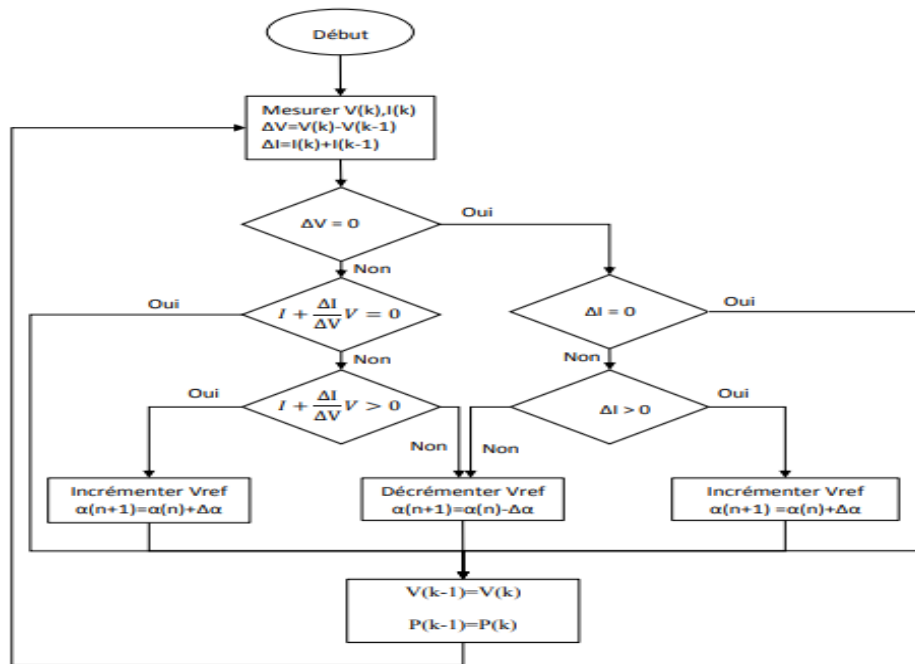 Début
Mesurer V(k),I(k)
ΔV=V(k)-V(k-1)
ΔI=I(k)+I(k-1)
ΔV = 0
Oui
Non
I + ΔI/ΔV V = 0
Oui
Non
ΔI = 0
Oui
Non
I + ΔI/ΔV V > 0
Oui
Non
ΔI > 0
Non
Oui
Incrémenter Vref
α(n+1)=α(n)+Δα
Décrémenter Vref
α(n+1)=α(n)-Δα
Incrémenter Vref
α(n+1) =α(n)+Δα
V(k-1)=V(k)
P(k-1)=P(k)